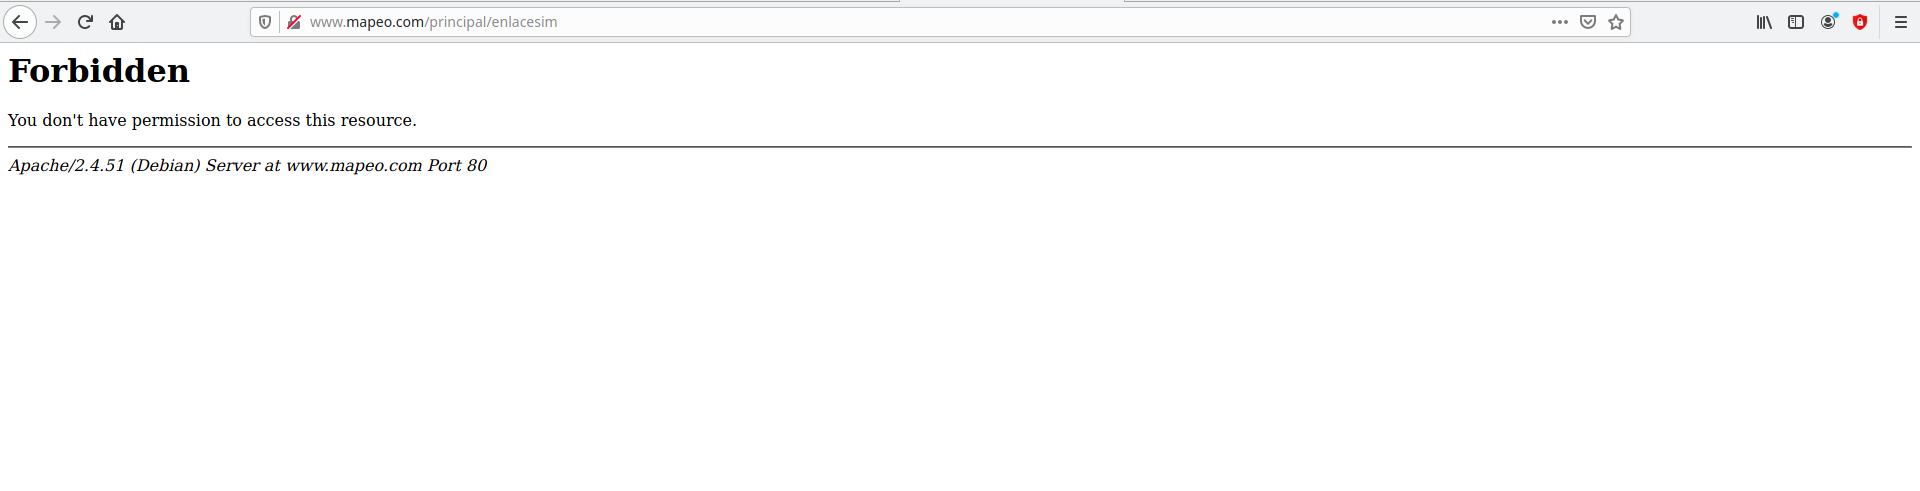 www.mapeo.com/principal/enlacesim
Forbidden
You don't have permission to access this resource.
Apache/2.4.51 (Debian) Server at www.mapeo.com Port 80